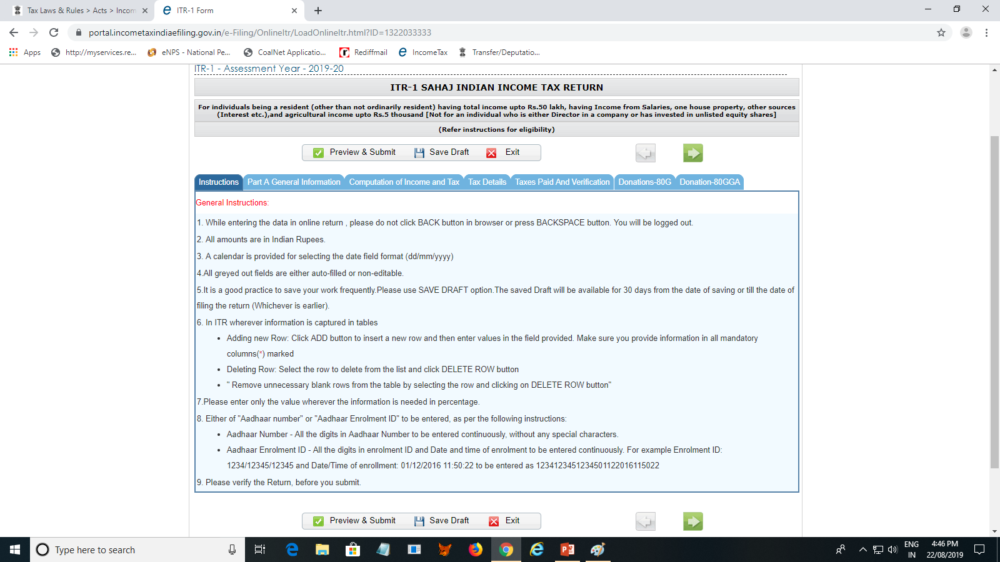 Tax Laws & Rules > Acts > Incom
ITR-1 Form
portal.incometaxindiaefiling.gov.in/e-Filing/OnlineItr/LoadOnlineItr.html?ID=1322033333
Apps
http://myservices.re...
eNPS - National Pe...
CoalNet Applicatio...
Rediffmail
IncomeTax
Transfer/Deputatio...
ITR-1 - Assessment Year - 2019-20
ITR-1 SAHAJ INDIAN INCOME TAX RETURN
For individuals being a resident (other than not ordinarily resident) having total income upto Rs.50 lakh, having Income from Salaries, one house property, other sources
(Interest etc.),and agricultural income upto Rs.5 thousand [Not for an individual who is either Director in a company or has invested in unlisted equity shares]
(Refer instructions for eligibility)
Preview & Submit Save Draft Exit
Instructions Part A General Information Computation of Income and Tax Tax Details Taxes Paid And Verification Donations-80G Donation-80GGA
General Instructions:
1. While entering the data in online return , please do not click BACK button in browser or press BACKSPACE button. You will be logged out.
2. All amounts are in Indian Rupees.
3. A calendar is provided for selecting the date field format (dd/mm/yyyy)
4.All greyed out fields are either auto-filled or non-editable.
5.It is a good practice to save your work frequently.Please use SAVE DRAFT option.The saved Draft will be available for 30 days from the date of saving or till the date of
filing the return (Whichever is earlier).
6. In ITR wherever information is captured in tables
• Adding new Row: Click ADD button to insert a new row and then enter values in the field provided. Make sure you provide information in all mandatory
columns(*) marked
• Deleting Row: Select the row to delete from the list and click DELETE ROW button
• " Remove unnecessary blank rows from the table by selecting the row and clicking on DELETE ROW button"
7.Please enter only the value wherever the information is needed in percentage.
8. Either of "Aadhaar number" or "Aadhaar Enrolment ID" to be entered, as per the following instructions:
• Aadhaar Number - All the digits in Aadhaar Number to be entered continuously, without any special characters.
• Aadhaar Enrolment ID - All the digits in enrolment ID and Date and time of enrolment to be entered continuously. For example Enrolment ID:
1234/12345/12345 and Date/Time of enrollment: 01/12/2016 11:50:22 to be entered as 1234123451234501122016115022
9. Please verify the Return, before you submit.
Preview & Submit Save Draft Exit
Type here to search
ENG
IN
4:46 PM
22/08/2019